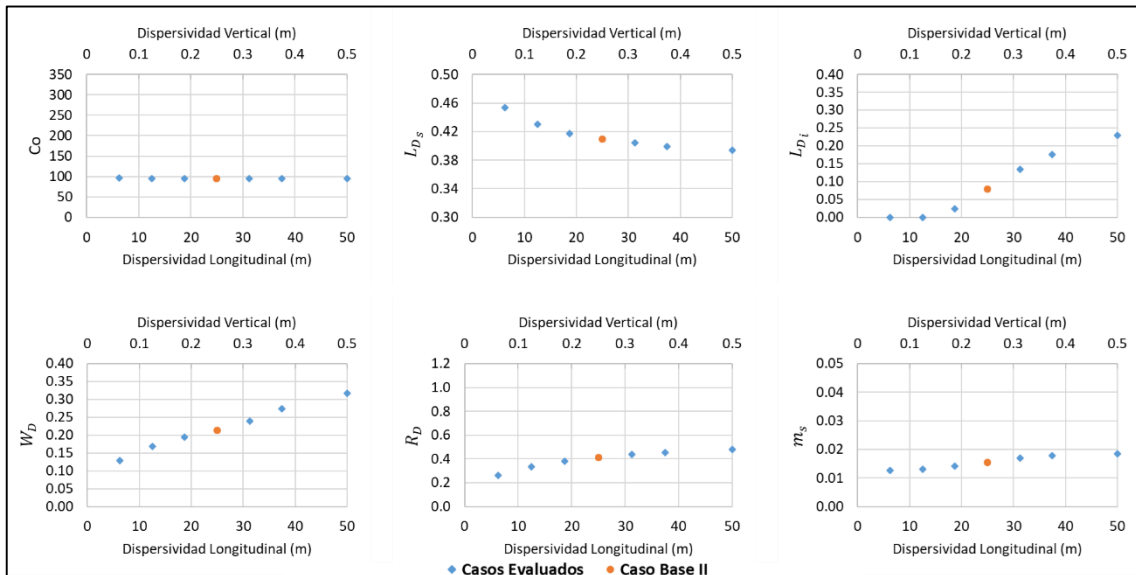 Dispersividad Vertical (m)
0 0.1 0.2 0.3 0.4 0.5
Co
350
300
250
200
150
100
50
0
0 10 20 30 40 50
Dispersividad Longitudinal (m)
Dispersividad Vertical (m)
0 0.1 0.2 0.3 0.4 0.5
L_{D_s}
0.50
0.46
0.42
0.38
0.34
0.30
0 10 20 30 40 50
Dispersividad Longitudinal (m)
Dispersividad Vertical (m)
0 0.1 0.2 0.3 0.4 0.5
L_{D_i}
0.40
0.35
0.30
0.25
0.20
0.15
0.10
0.05
0.00
0 10 20 30 40 50
Dispersividad Longitudinal (m)
Dispersividad Vertical (m)
0 0.1 0.2 0.3 0.4 0.5
W_D
0.40
0.35
0.30
0.25
0.20
0.15
0.10
0.05
0.00
0 10 20 30 40 50
Dispersividad Longitudinal (m)
Dispersividad Vertical (m)
0 0.1 0.2 0.3 0.4 0.5
R_D
1.2
1.0
0.8
0.6
0.4
0.2
0.0
0 10 20 30 40 50
Dispersividad Longitudinal (m)
Dispersividad Vertical (m)
0 0.1 0.2 0.3 0.4 0.5
m_s
0.05
0.04
0.03
0.02
0.01
0.00
0 10 20 30 40 50
Dispersividad Longitudinal (m)
Casos Evaluados Caso Base II